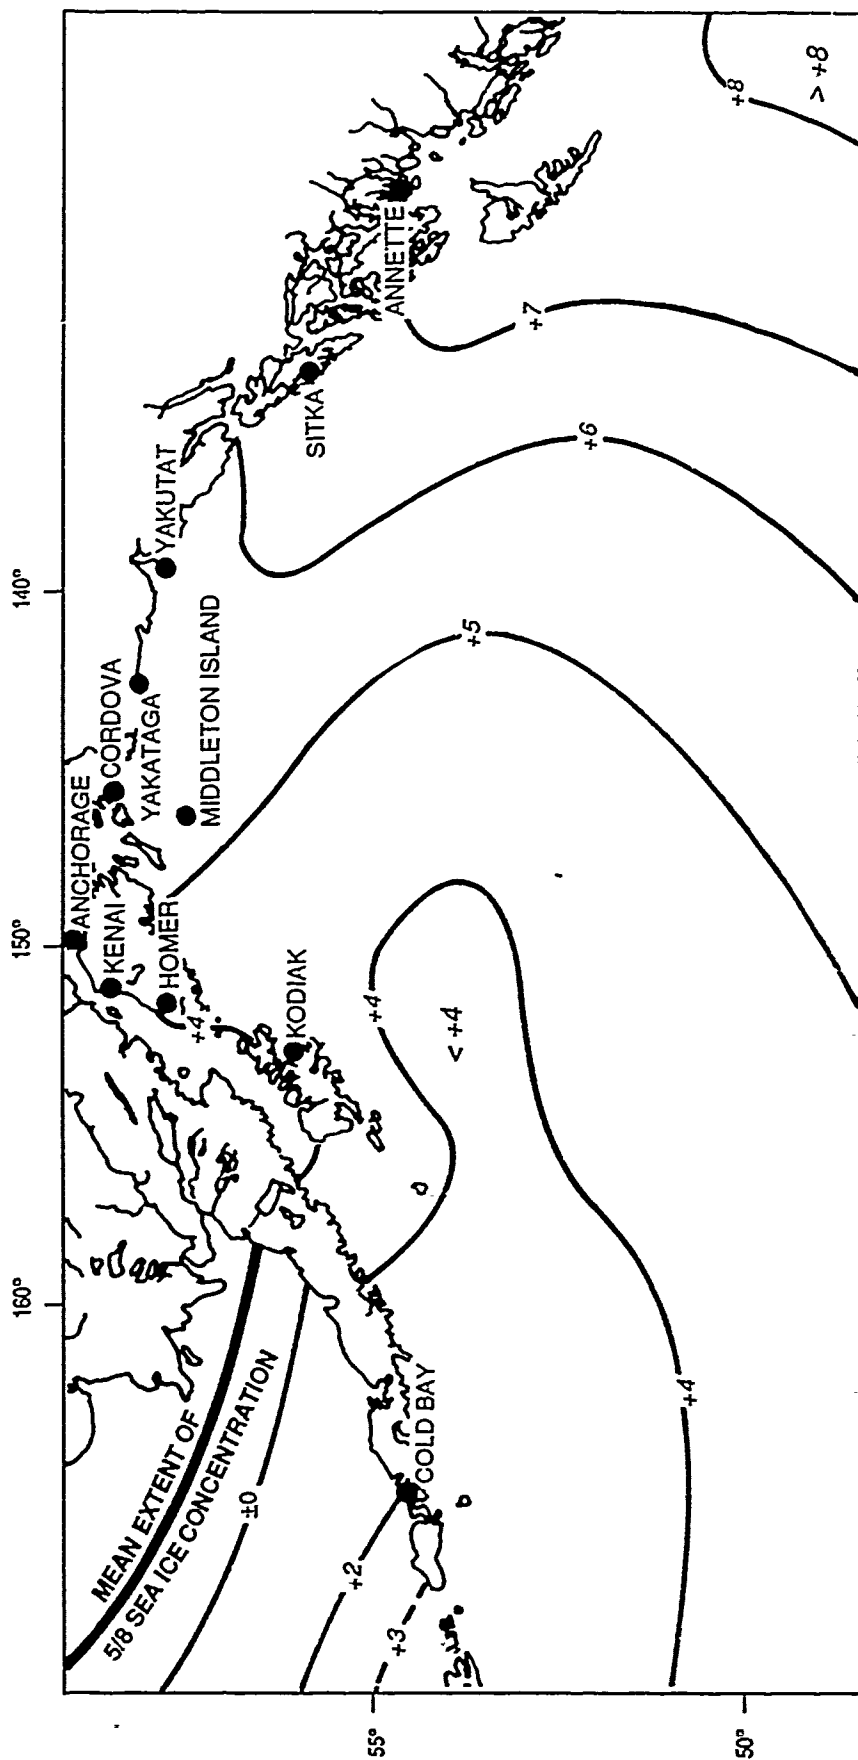 140°
150°
160°
55°
50°
ANCHORAGE
KENAI
CORDOVA
HOMER
YAKATAGA
YAKUTAT
MIDDLETON ISLAND
SITKA
ANNETTE
KODIAK
COLD BAY
MEAN EXTENT OF
5/8 SEA ICE CONCENTRATION
±0
+2
+3
+4
+4
< +4
+4
+5
+6
+7
+8
> +8